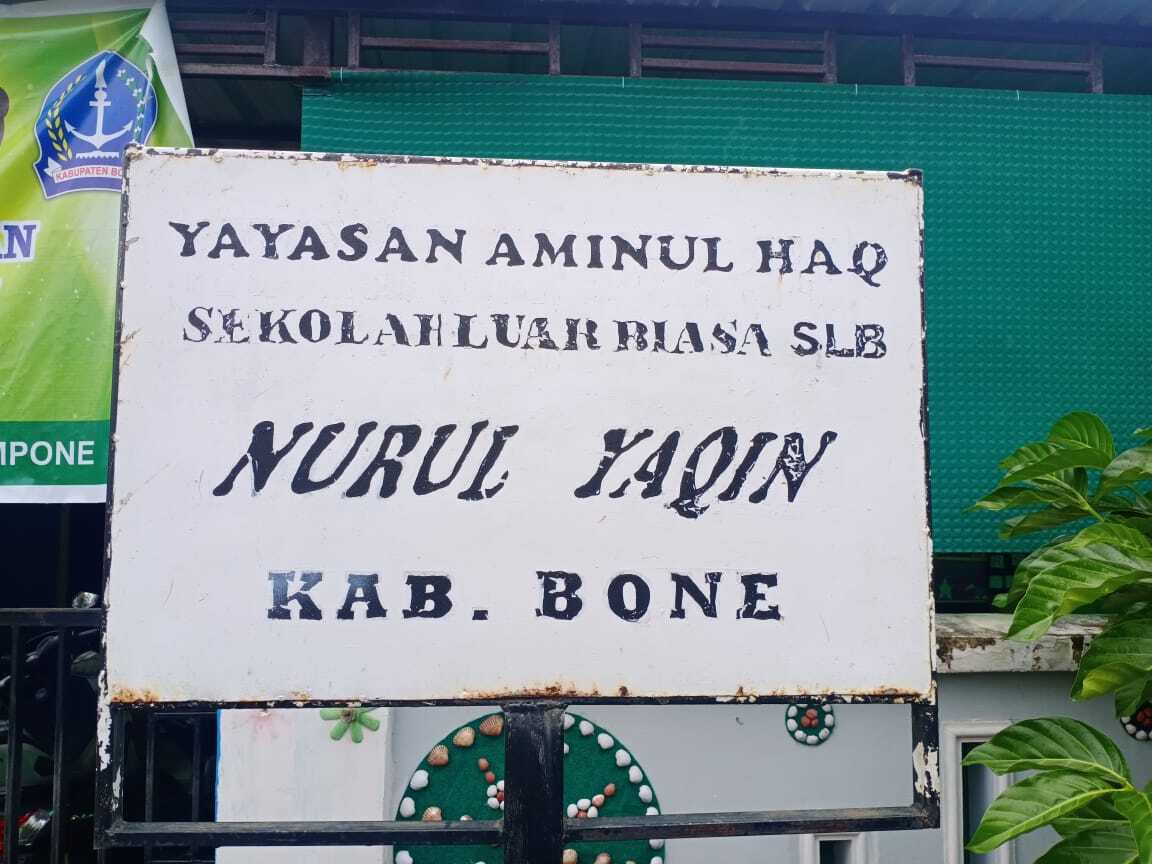 KABUPATEN BO
AN
MPONE
YAYASAN AMINUL HAQ
SEKOLAH LUAR BIASA SLB
NURUL YAQIN
KAB. BONE